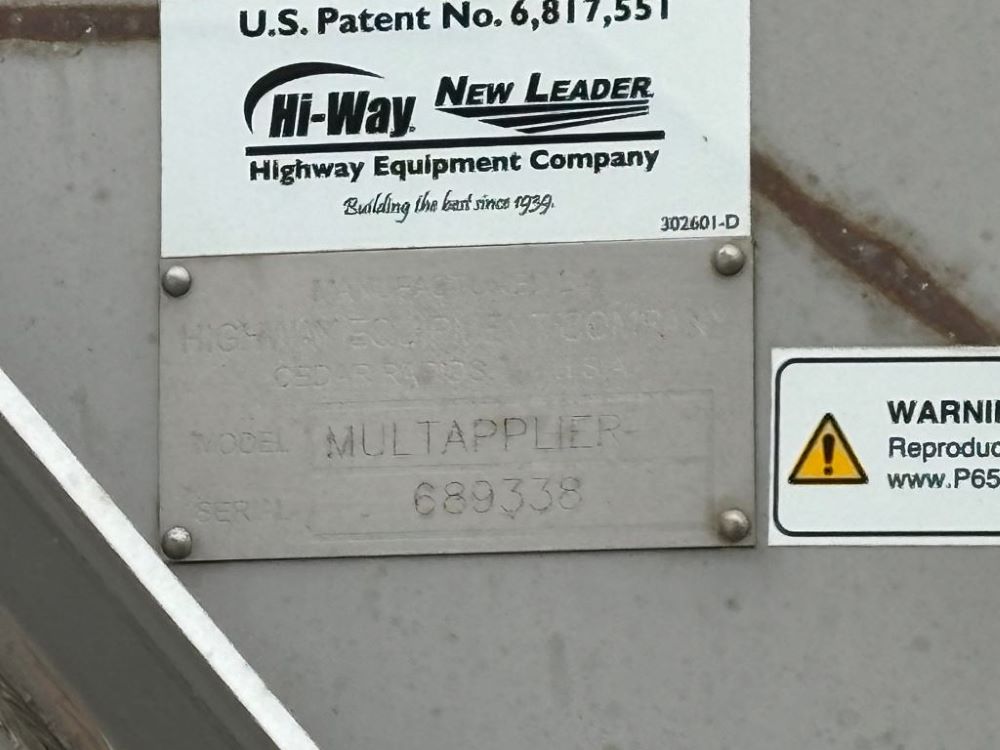 U.S. Patent No. 6,817,551
Hi-Way
NEW LEADER
Highway Equipment Company
Building the best since 1939.
302601-D
MANUFACTURED BY
HIGHWAY EQUIPMENT COMPANY
CEDAR RAPIDS, U.S.A.
MODEL MULTAPPLIER-
SERIAL 689338
WARNI
Reproduc
www.P65